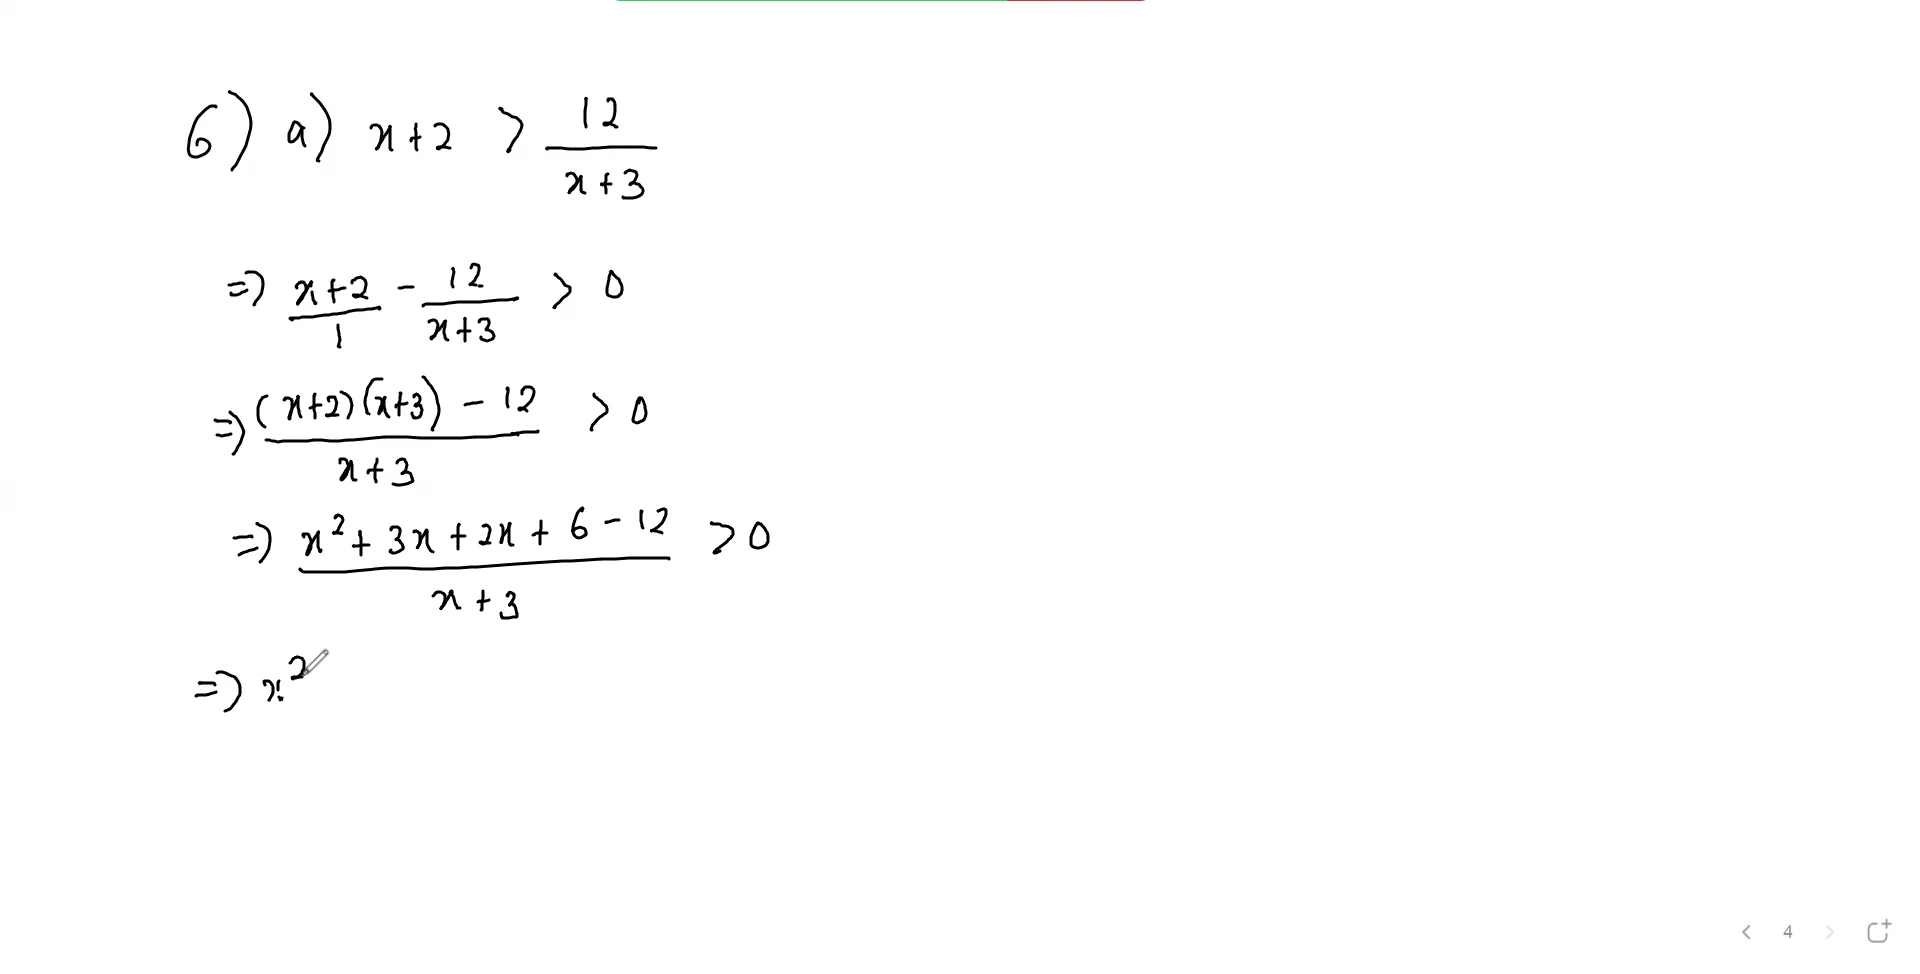 6) a) x+2 > 12/(x+3)
=) (x+2)/1 - 12/(x+3) > 0
=) ((x+2)(x+3) - 12)/(x+3) > 0
=) (x² + 3x + 2x + 6 - 12)/(x+3) > 0
=) x²
4